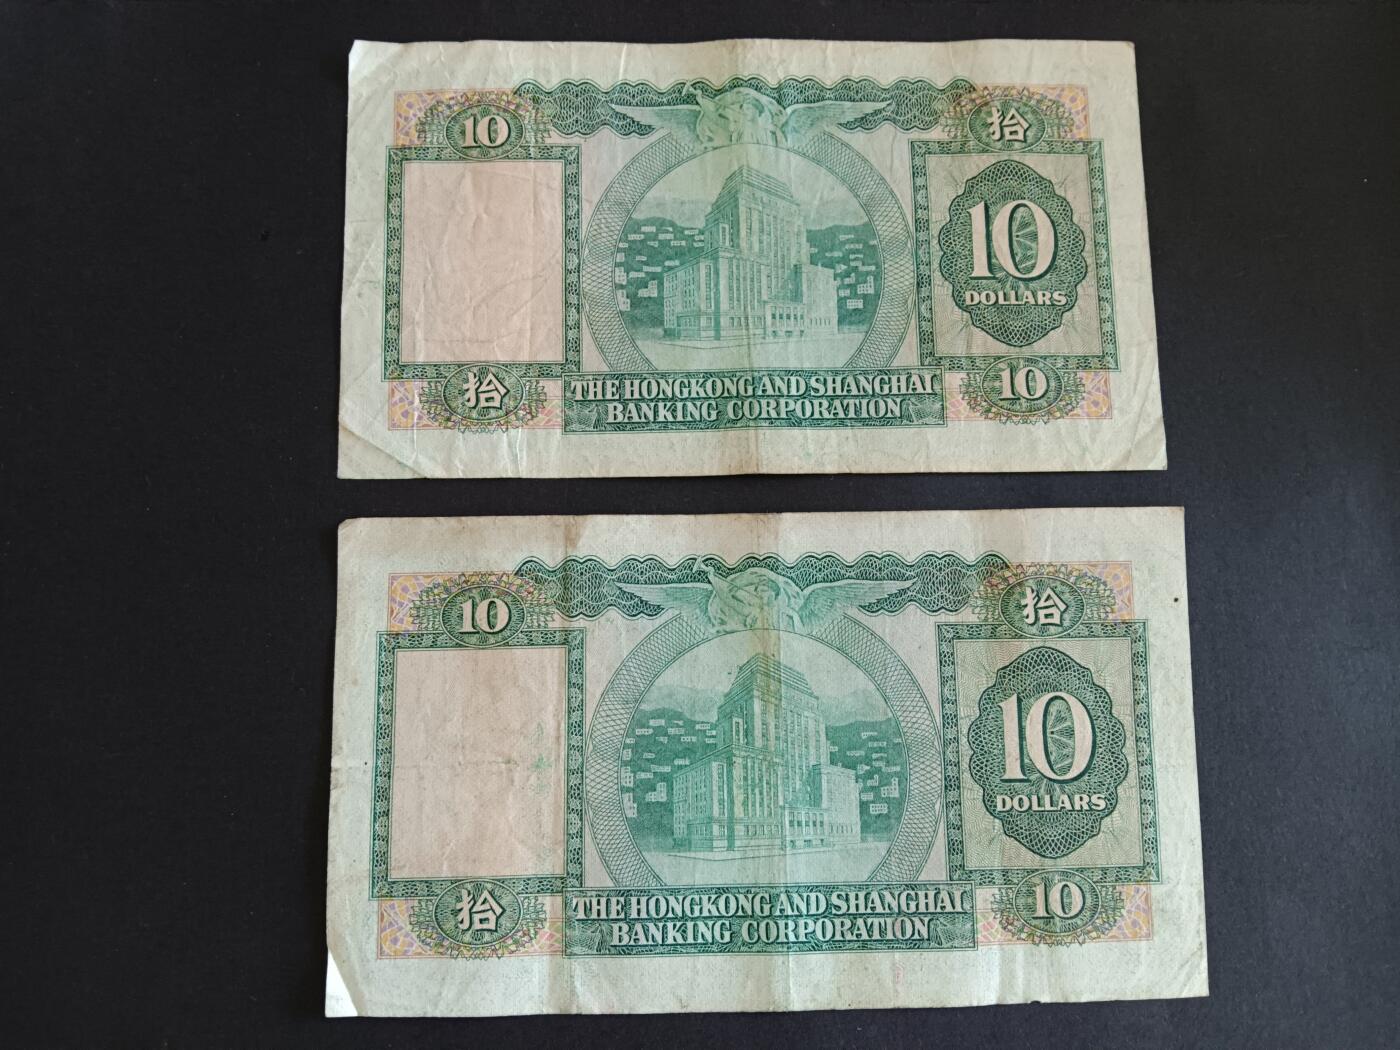 10
拾
10
DOLLARS
拾
THE HONGKONG AND SHANGHAI
BANKING CORPORATION
10
10
拾
10
DOLLARS
拾
THE HONGKONG AND SHANGHAI
BANKING CORPORATION
10